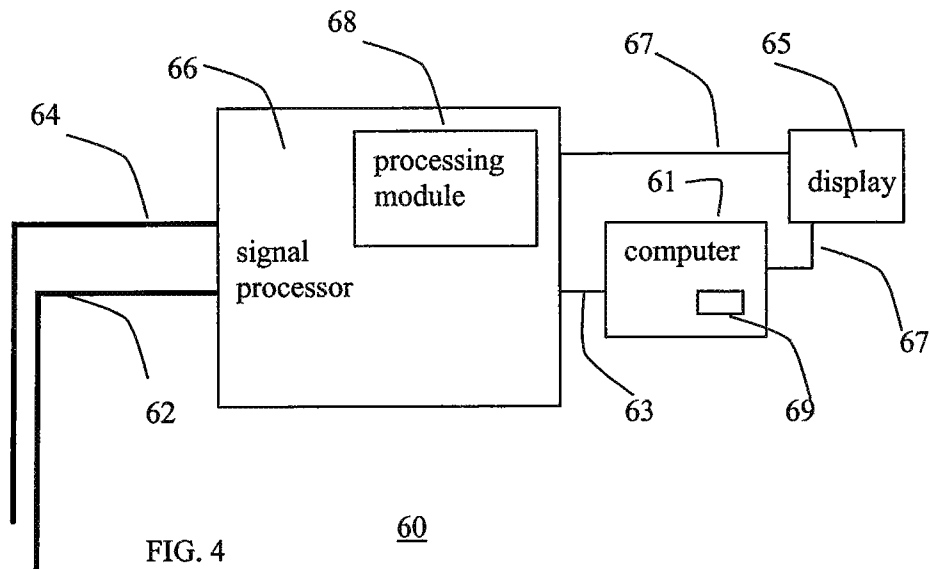 68
67
65
66
64
processing
module
61
display
signal
processor
computer
62
63
69
67
60
FIG. 4